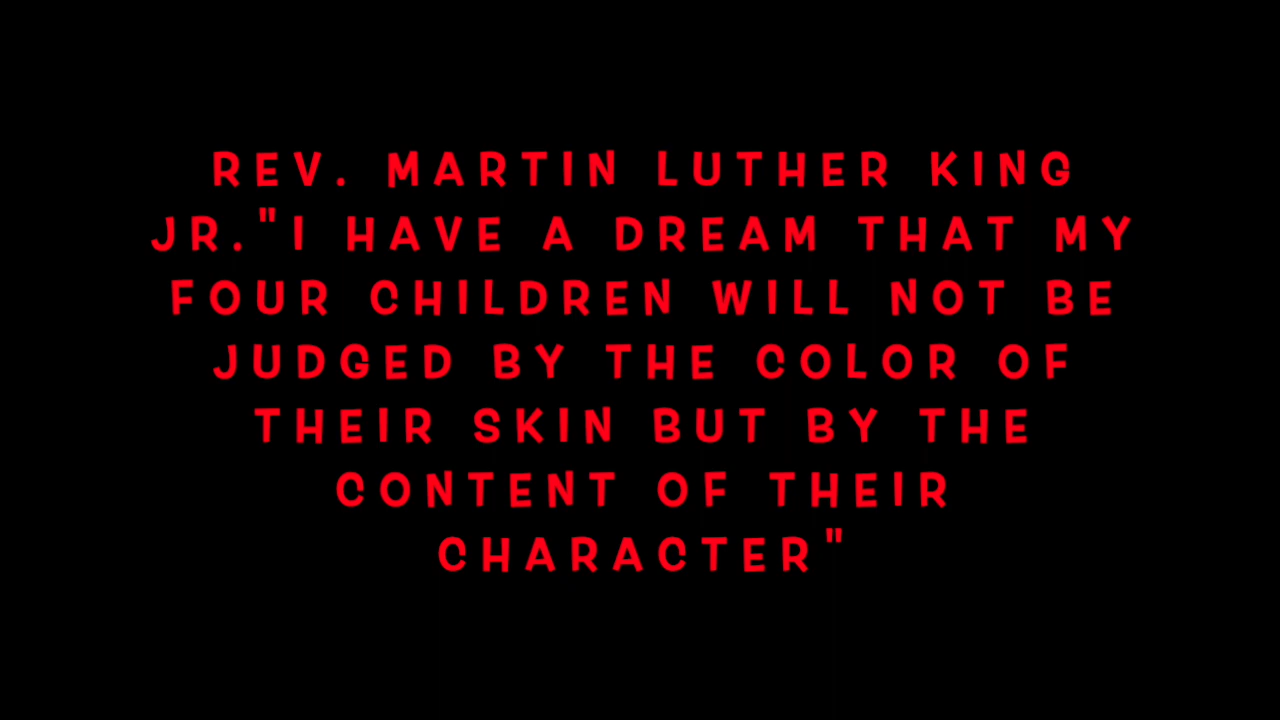 REV. MARTIN LUTHER KING
JR."I HAVE A DREAM THAT MY
FOUR CHILDREN WILL NOT BE
JUDGED BY THE COLOR OF
THEIR SKIN BUT BY THE
CONTENT OF THEIR
CHARACTER"